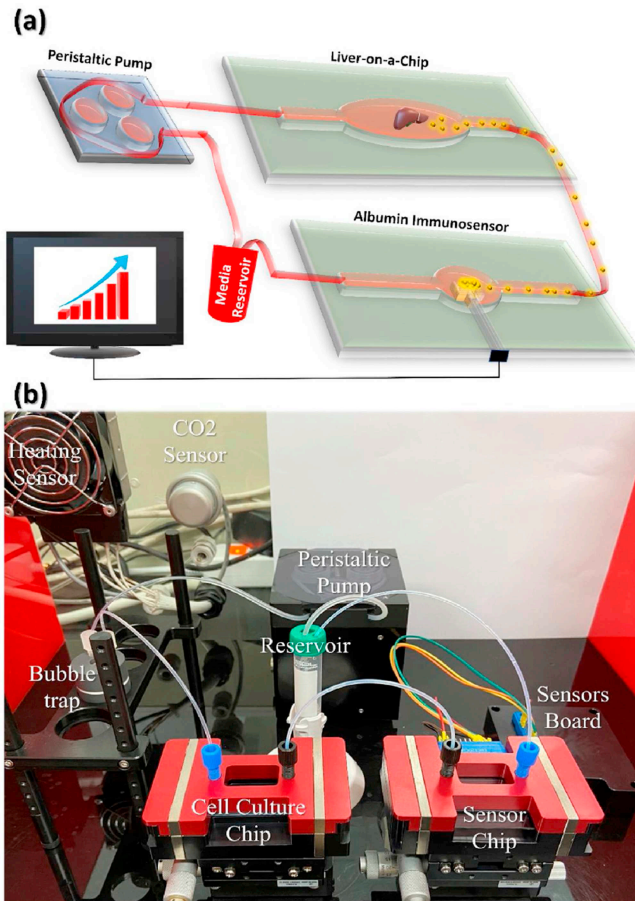 (a)
Peristaltic Pump
Liver-on-a-Chip
Albumin Immunosensor
Media
Reservoir
(b)
Heating
Sensor
CO2
Sensor
Peristaltic
Pump
Reservoir
Bubble
trap
Sensors
Board
Cell Culture
Chip
Sensor
Chip